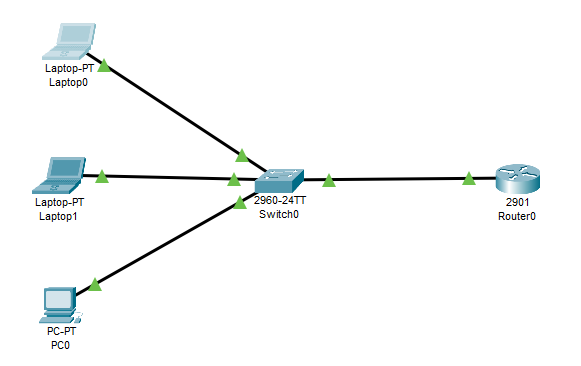 Laptop-PT
Laptop0
Laptop-PT
Laptop1
2960-24TT
Switch0
2901
Router0
PC-PT
PC0